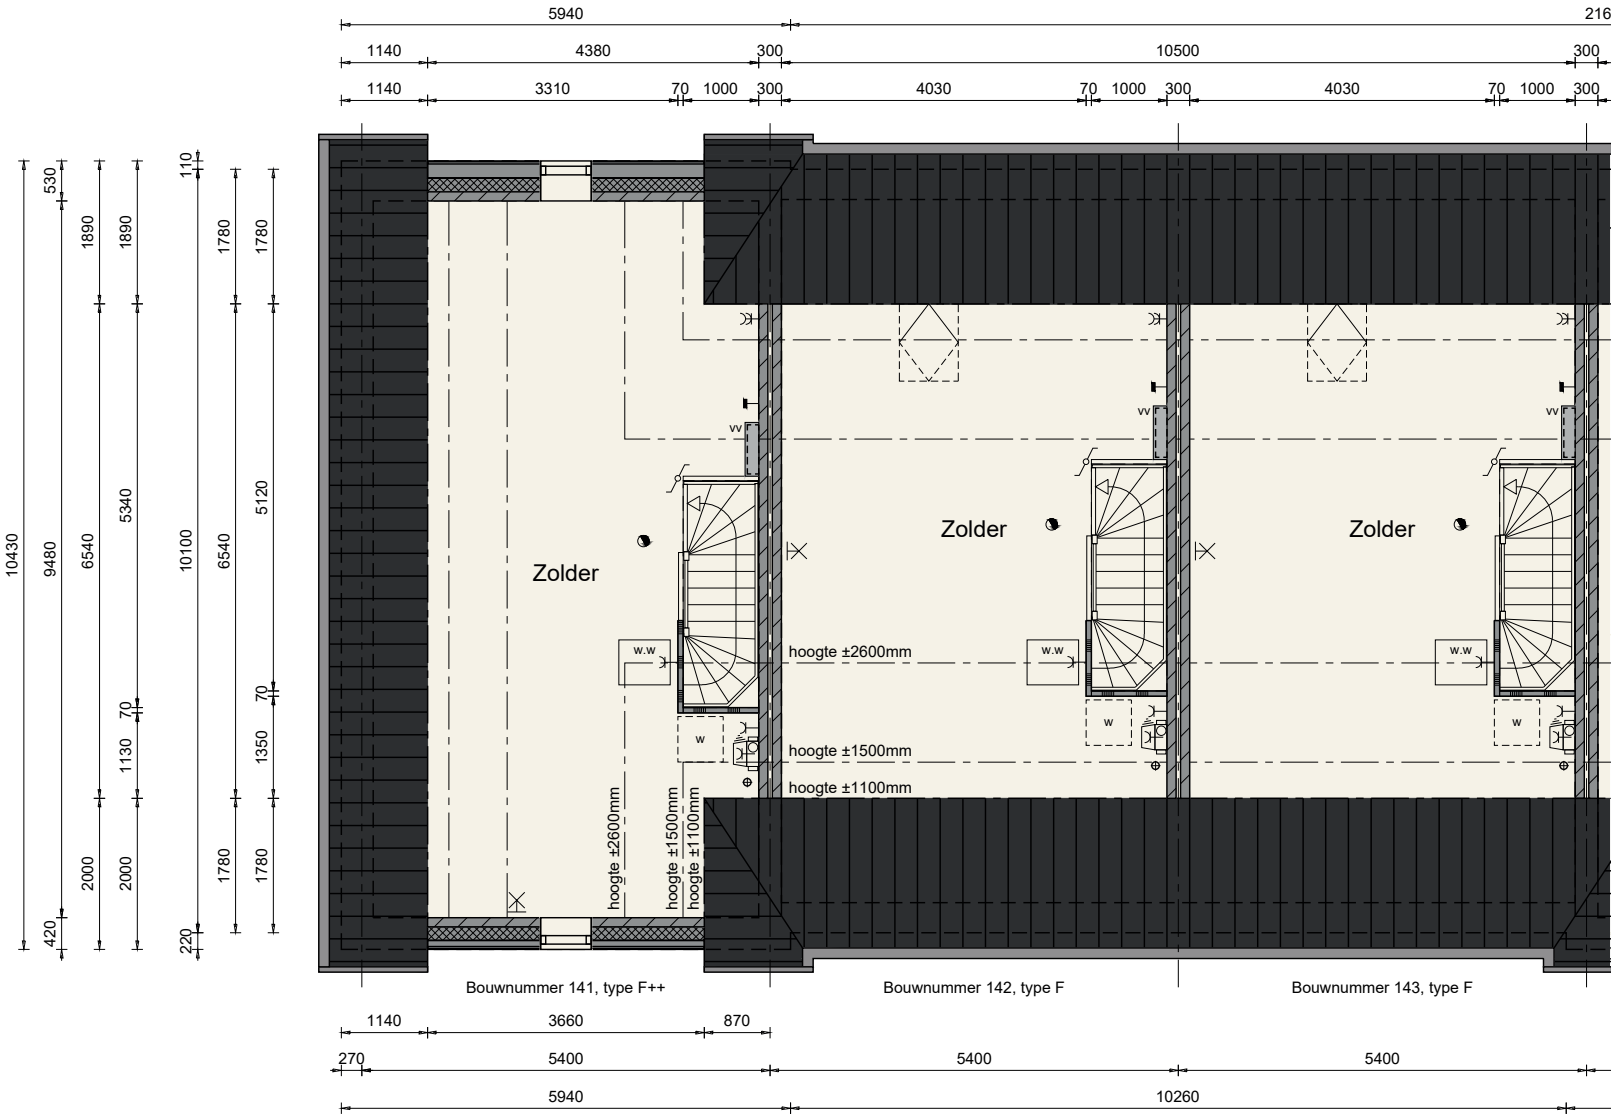 5940
216
1140
4380
300
10500
300
1140
3310
70
1000
300
4030
70
1000
300
4030
70
1000
300
10430
530
9480
420
1890
6540
2000
1890
5340
70
1130
2000
110
10100
220
1780
6540
1780
1780
5120
70
1350
1780
Zolder
vv
w.w
w
hoogte ±2600mm
hoogte ±1500mm
hoogte ±1100mm
Zolder
vv
w.w
w
hoogte ±2600mm
hoogte ±1500mm
hoogte ±1100mm
Zolder
vv
w.w
w
Bouwnummer 141, type F++
Bouwnummer 142, type F
Bouwnummer 143, type F
1140
3660
870
270
5400
5400
5400
5940
10260